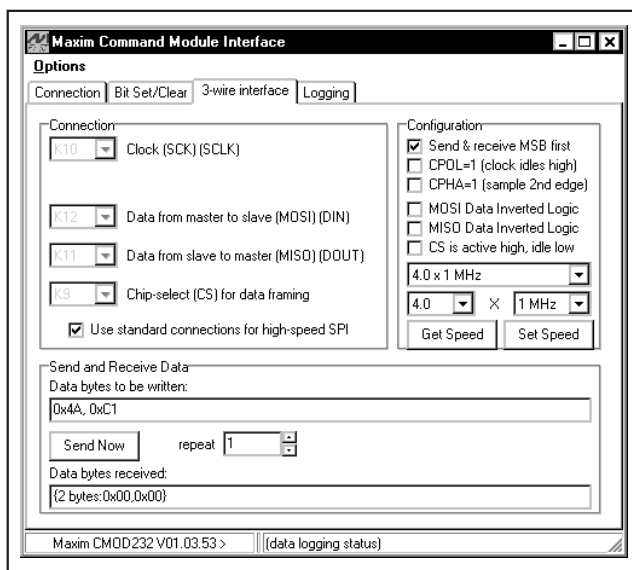 Maxim Command Module Interface
Options
Connection Bit Set/Clear 3-wire interface Logging
Connection
K10 Clock (SCK) (SCLK)
K12 Data from master to slave (MOSI) (DIN)
K11 Data from slave to master (MISO) (DOUT)
K9 Chip-select (CS) for data framing
Use standard connections for high-speed SPI
Configuration
Send & receive MSB first
CPOL=1 (clock idles high)
CPHA=1 (sample 2nd edge)
MOSI Data Inverted Logic
MISO Data Inverted Logic
CS is active high, idle low
4.0 x 1 MHz
4.0 X 1 MHz
Get Speed Set Speed
Send and Receive Data
Data bytes to be written:
0x4A, 0xC1
Send Now repeat 1
Data bytes received:
{2 bytes:0x00,0x00}
Maxim CMOD232 V01.03.53 > (data logging status)